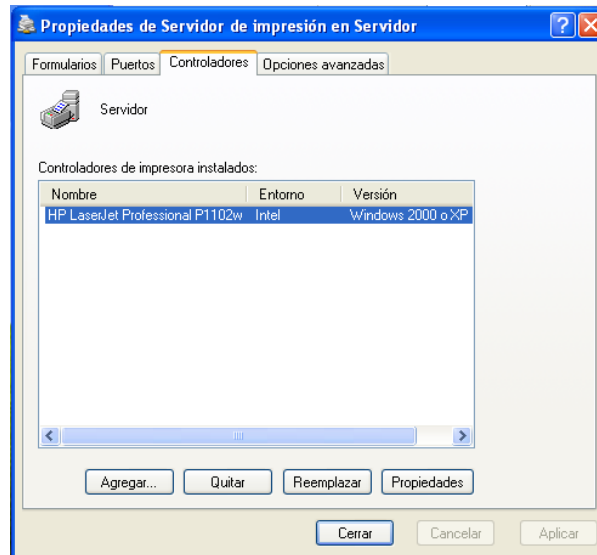 Propiedades de Servidor de impresión en Servidor
Formularios Puertos Controladores Opciones avanzadas
Servidor
Controladores de impresora instalados:
Nombre Entorno Versión
HP LaserJet Professional P1102w Intel Windows 2000 o XP
Agregar... Quitar Reemplazar Propiedades
Cerrar Cancelar Aplicar